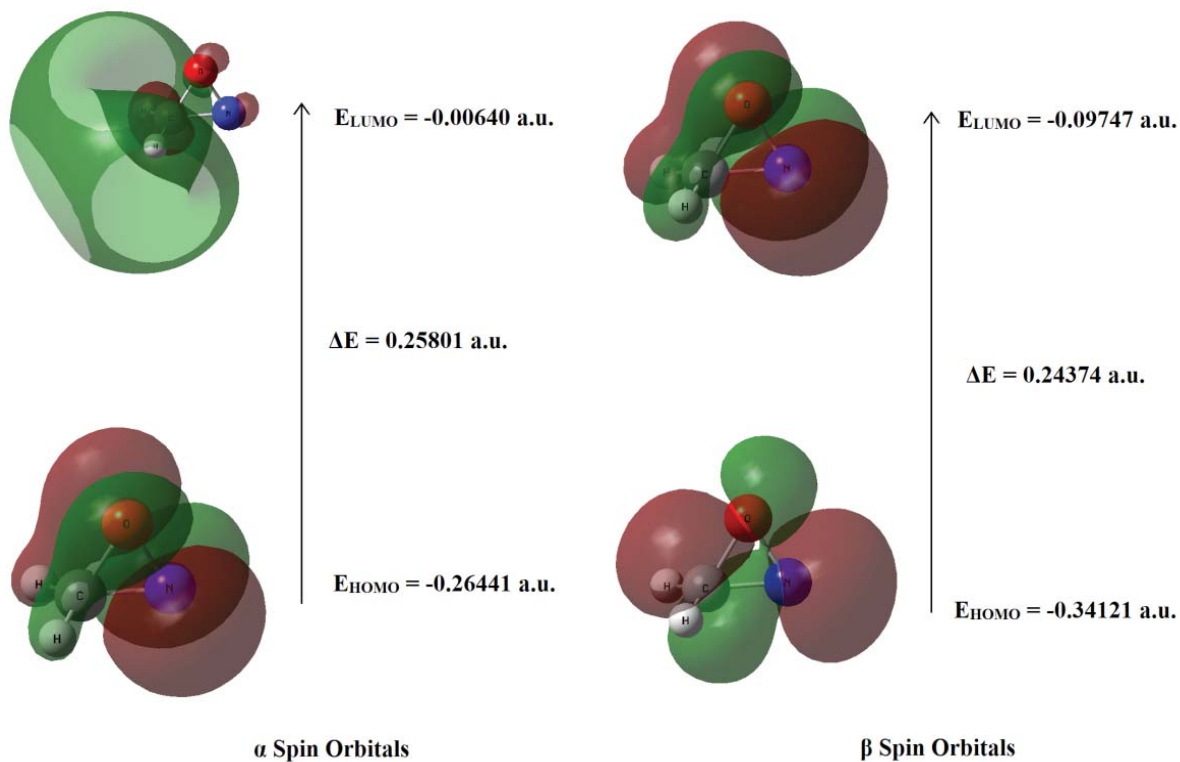 E_LUMO = -0.00640 a.u.
ΔE = 0.25801 a.u.
E_HOMO = -0.26441 a.u.
α Spin Orbitals
E_LUMO = -0.09747 a.u.
ΔE = 0.24374 a.u.
E_HOMO = -0.34121 a.u.
β Spin Orbitals
O
N
H
O
C
N
H
H
O
H
C
N
H
O
H
C
N
H